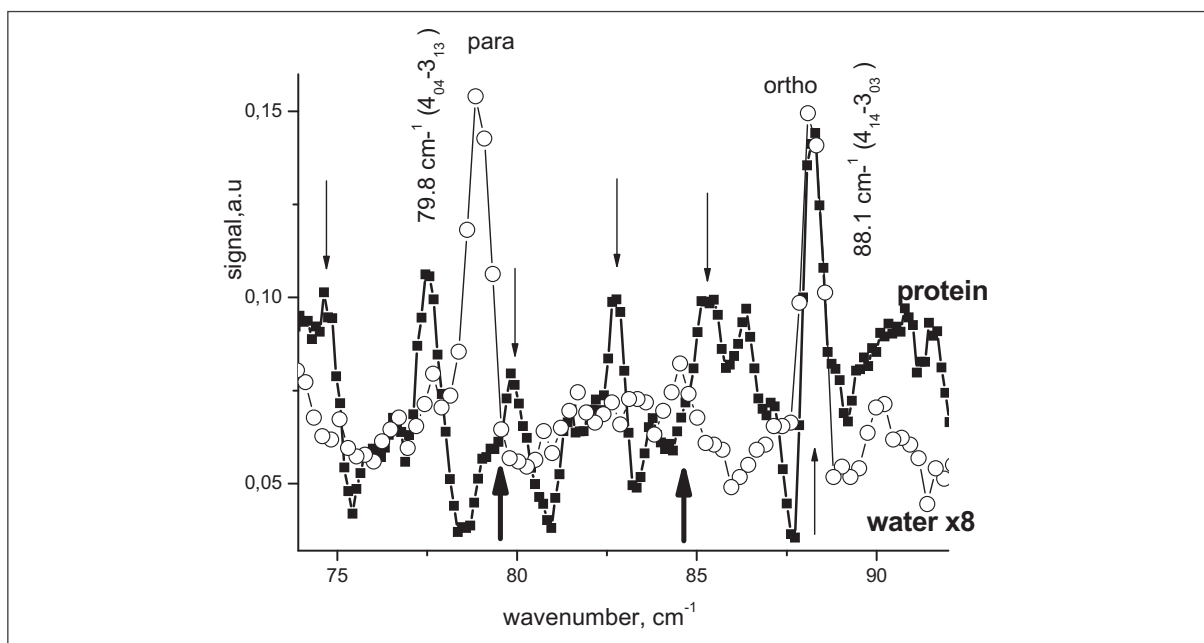 para
79.8 cm-¹ (4₀₄-3₁₃)
ortho
88.1 cm-¹ (4₁₄-3₀₃)
signal,a.u
0,15
0,10
0,05
protein
water x8
75
80
85
90
wavenumber, cm⁻¹